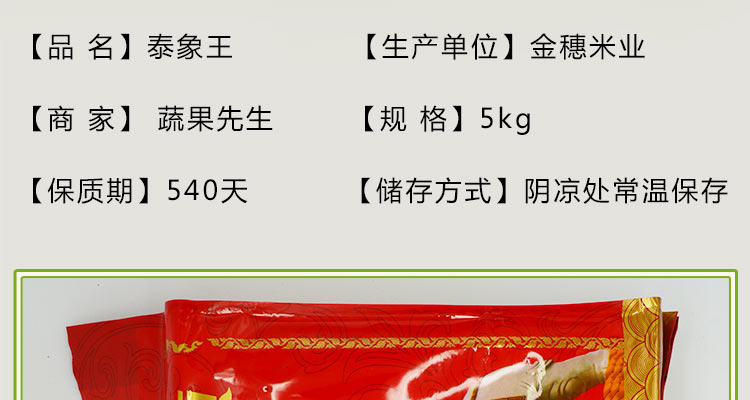 【品 名】泰象王 【生产单位】金穗米业
【商 家】 蔬果先生 【规 格】5kg
【保质期】540天 【储存方式】阴凉处常温保存